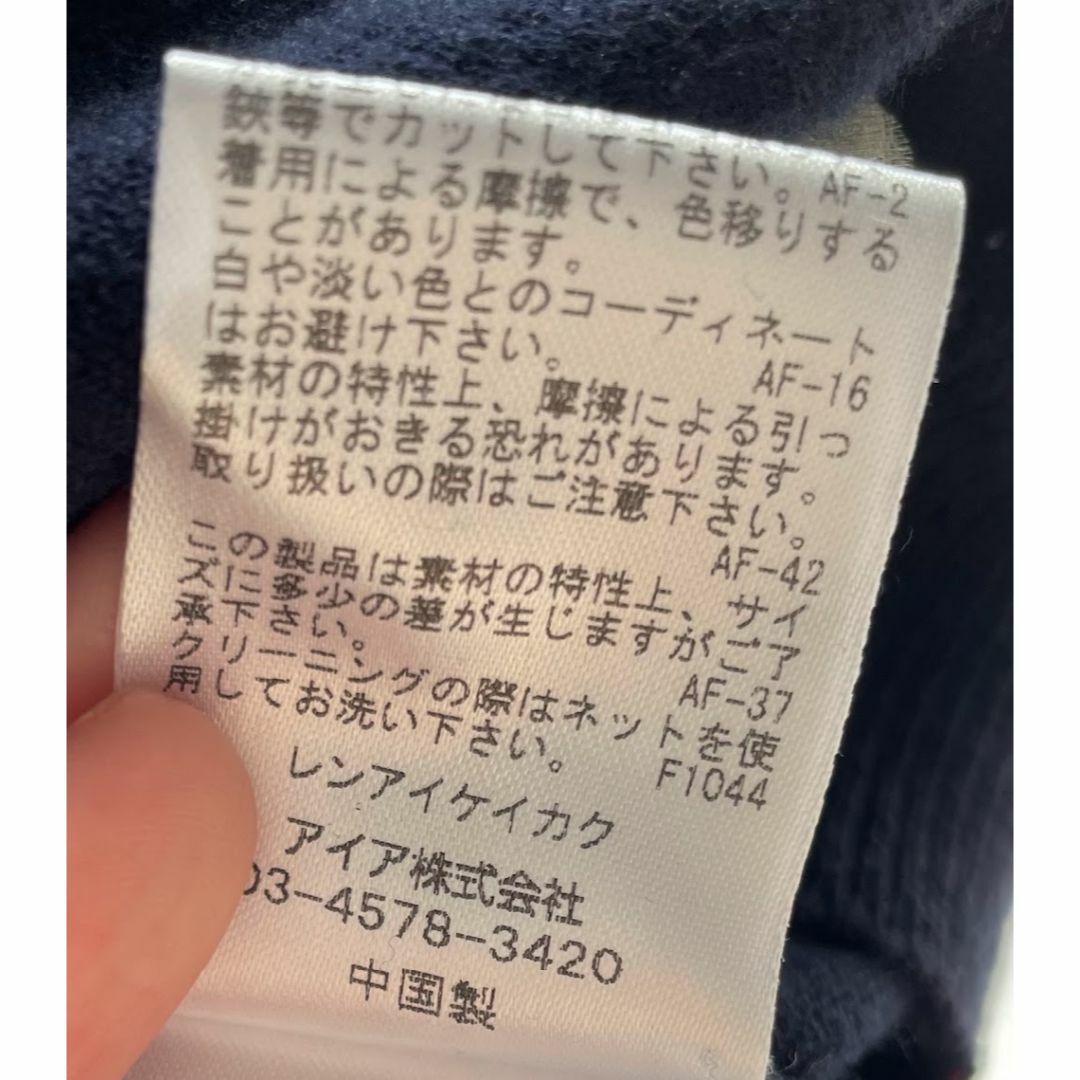 鋏等でカットして下さい。AF-2
着用による摩擦で、色移りする
ことがあります。
白や淡い色とのコーディネート
はお避け下さい。
AF-16
素材の特性上、摩擦による引っ
掛けがおきる恐れがあります。
取り扱いの際はご注意下さい。
AF-42
この製品は素材の特性上、サイ
ズに多少の差が生じますがご了
承下さい。
AF-37
クリーニングの際はネットを使
用してお洗い下さい。
F1044
レンアイケイカク
アイア株式会社
03-4578-3420
中国製